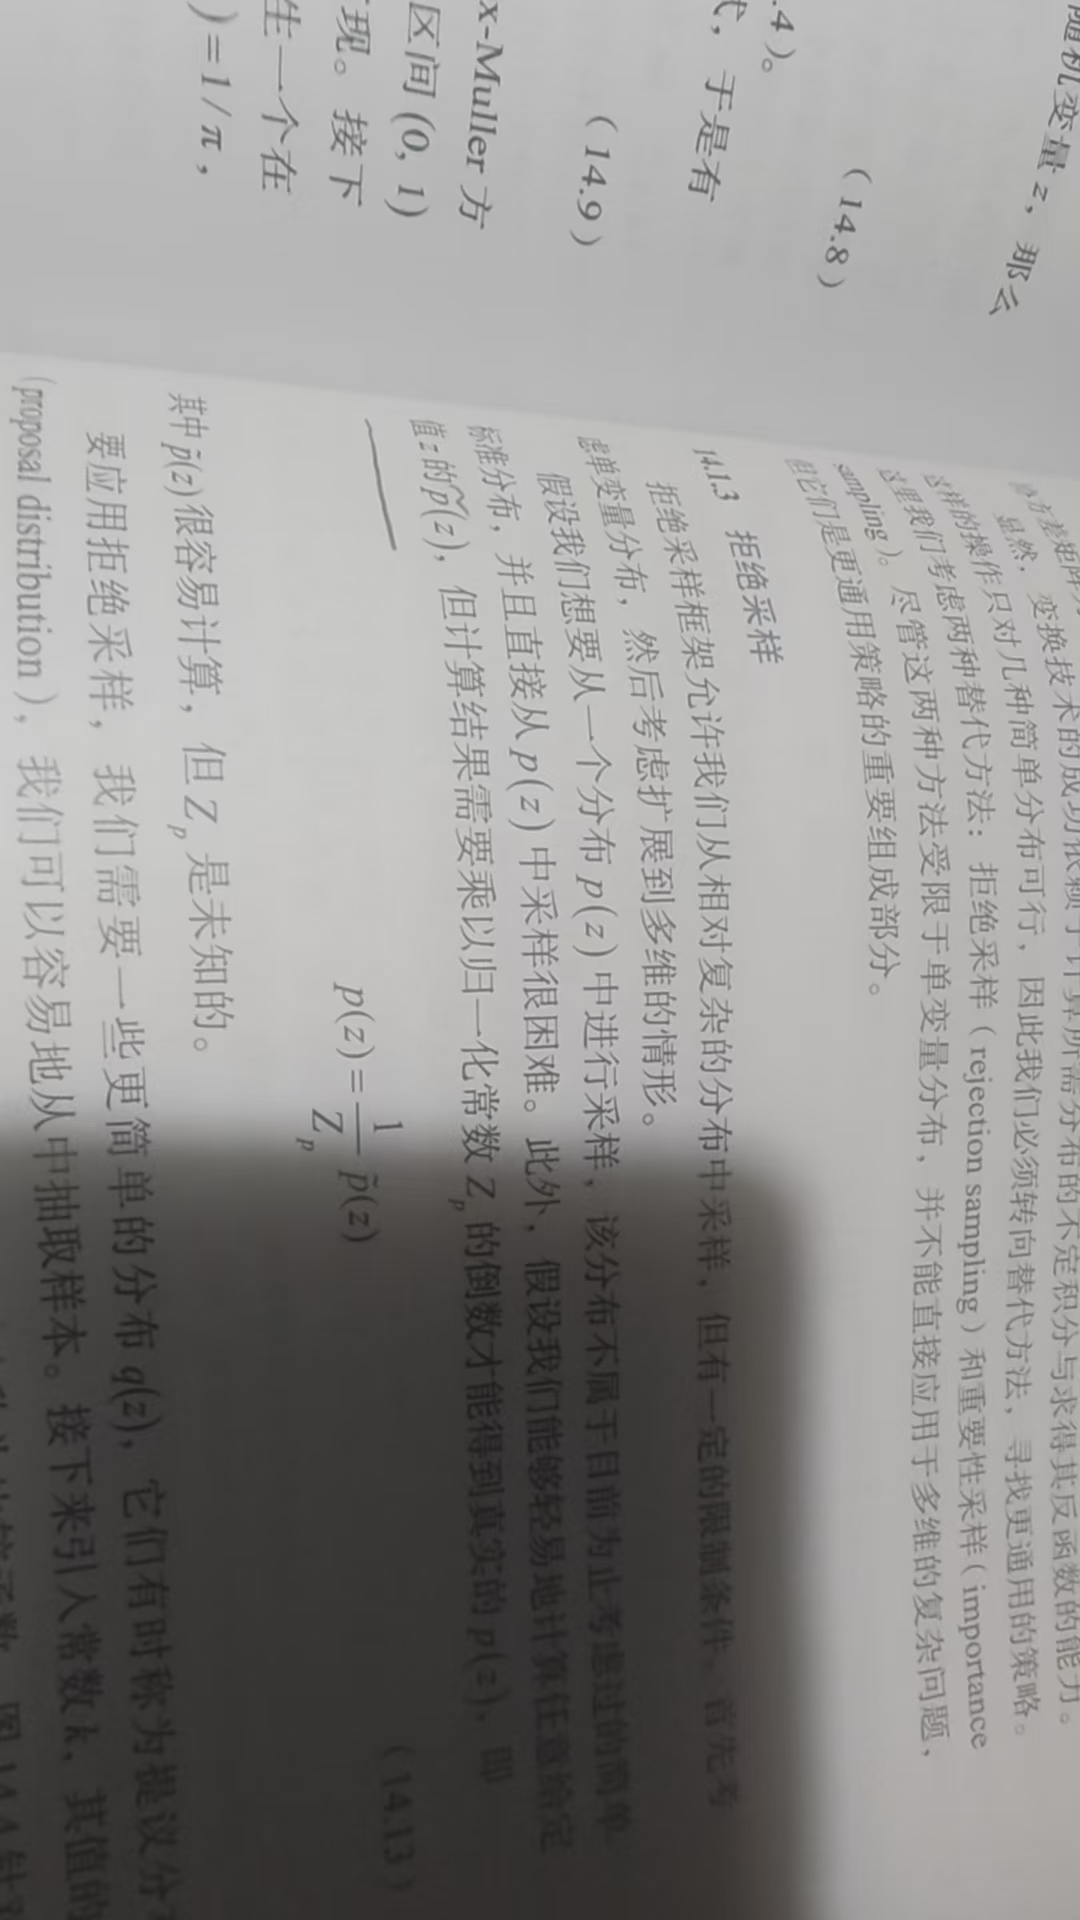 随机变量 z，那么
（14.8）
.4）。
于是有
（14.9）
x-Muller 方
区间 (0, 1)
现。接下
生一个在
)=1/π，
变换技术的成功依赖于计算所需分布的不定积分与求得其反函数的能力。
显然，
这样的操作只对几种简单分布可行，因此我们必须转向替代方法，寻找更通用的策略。
这里我们考虑两种替代方法：拒绝采样（rejection sampling）和重要性采样（importance
sampling）。尽管这两种方法受限于单变量分布，并不能直接应用于多维的复杂问题，
但它们是更通用策略的重要组成部分。
14.1.3 拒绝采样
拒绝采样框架允许我们从相对复杂的分布中采样，但有一定的限制条件。首先考
虑单变量分布，然后考虑扩展到多维的情形。
假设我们想要从一个分布 p(z) 中进行采样，该分布不属于目前为止考虑过的简单
标准分布，并且直接从 p(z) 中采样很困难。此外，假设我们能够轻易地计算任意给定
值 z 的 p̃(z)，但计算结果需要乘以归一化常数 Zₚ 的倒数才能得到真实的 p(z)，即
p(z) = 1/Zₚ p̃(z) （14.13）
其中 p̃(z) 很容易计算，但 Zₚ 是未知的。
要应用拒绝采样，我们需要一些更简单的分布 q(z)，它们有时称为提议分
（proposal distribution），我们可以容易地从中抽取样本。接下来引入常数 k，其值的